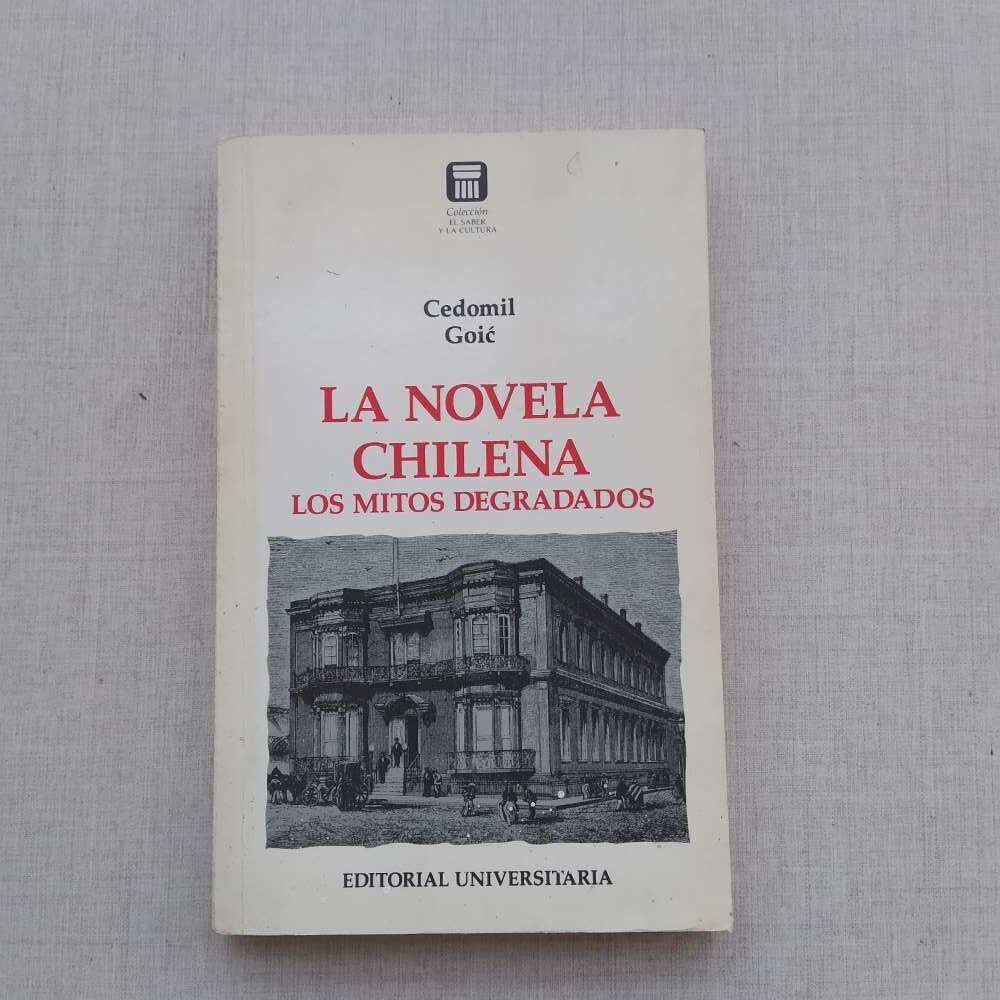 Colección
EL SABER
Y LA CULTURA
Cedomil
Goić
LA NOVELA
CHILENA
LOS MITOS DEGRADADOS
EDITORIAL UNIVERSITARIA